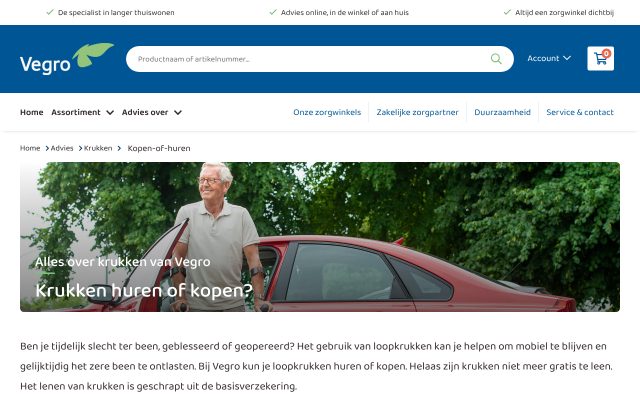 De specialist in langer thuiswonen
Advies online, in de winkel of aan huis
Altijd een zorgwinkel dichtbij
Vegro
Productnaam of artikelnummer...
Account
0
Home Assortiment Advies over Onze zorgwinkels Zakelijke zorgpartner Duurzaamheid Service & contact
Home Advies Krukken Kopen-of-huren
Alles over krukken van Vegro
Krukken huren of kopen?
Ben je tijdelijk slecht ter been, geblesseerd of geopereerd? Het gebruik van loopkrukken kan je helpen om mobiel te blijven en
gelijktijdig het zere been te ontlasten. Bij Vegro kun je loopkrukken huren of kopen. Helaas zijn krukken niet meer gratis te leen.
Het lenen van krukken is geschrapt uit de basisverzekering.